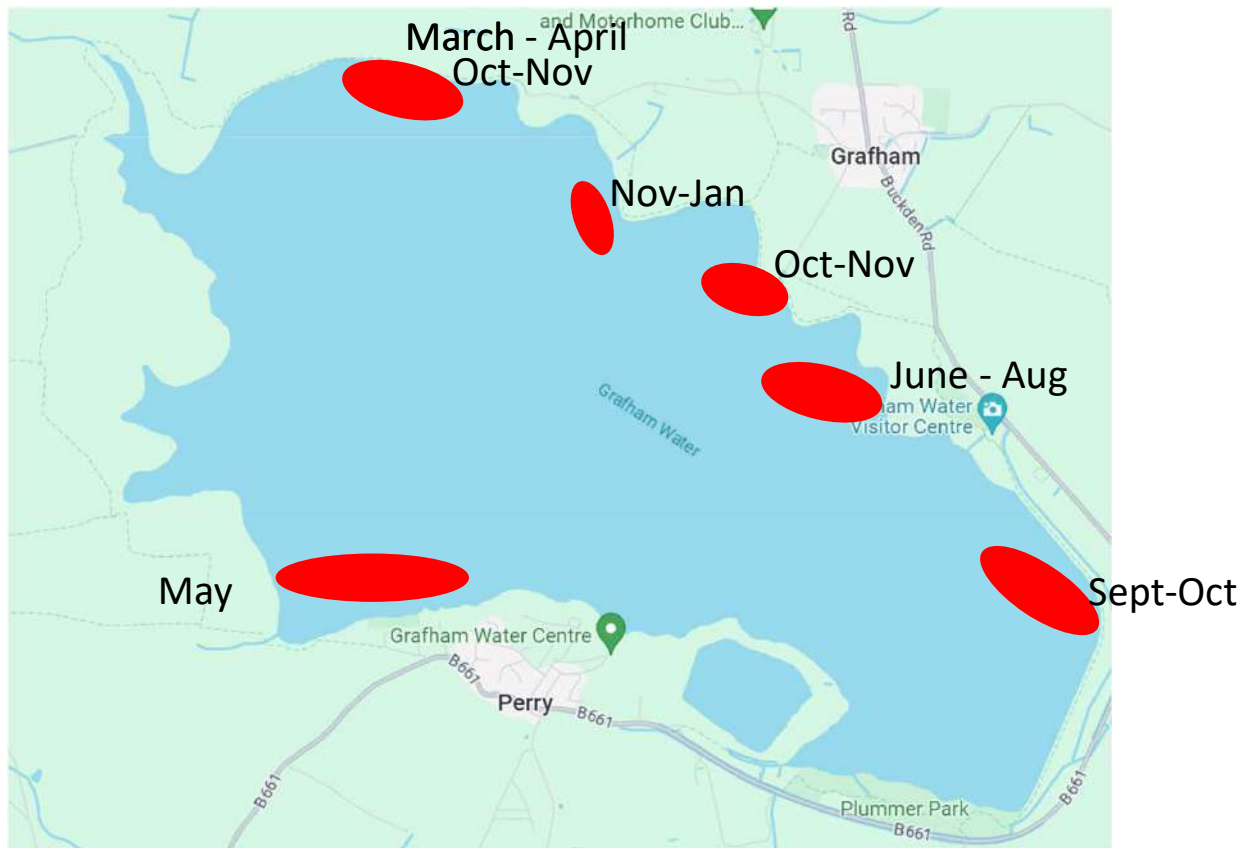 and Motorhome Club...
March - April
Oct-Nov
Rd
Grafham
Nov-Jan
Buckden Rd
Oct-Nov
June - Aug
Grafham Water
ham Water
Visitor Centre
May
Sept-Oct
Grafham Water Centre
B661
Perry
B661
B661
B661
Plummer Park
B661